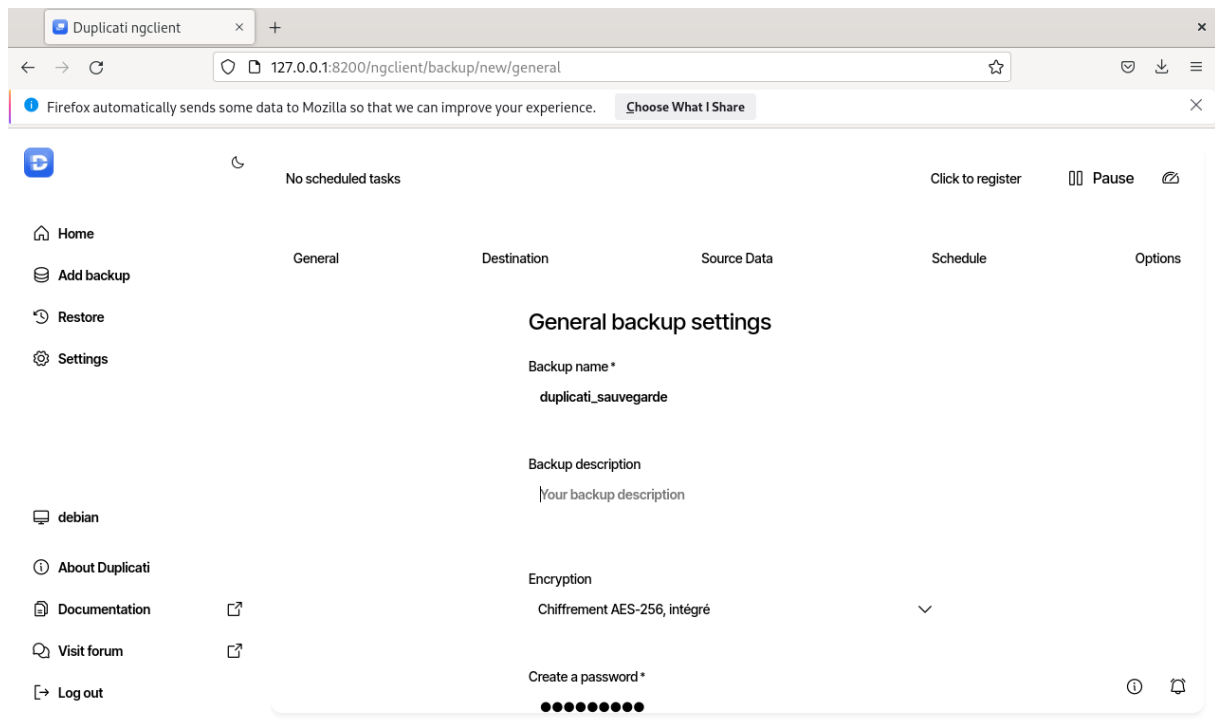 Duplicati ngclient
127.0.0.1:8200/ngclient/backup/new/general
Firefox automatically sends some data to Mozilla so that we can improve your experience. Choose What I Share
No scheduled tasks Click to register Pause
Home
Add backup
Restore
Settings
debian
About Duplicati
Documentation
Visit forum
Log out
General Destination Source Data Schedule Options
General backup settings
Backup name*
duplicati_sauvegarde
Backup description
Your backup description
Encryption
Chiffrement AES-256, intégré
Create a password*
●●●●●●●●●